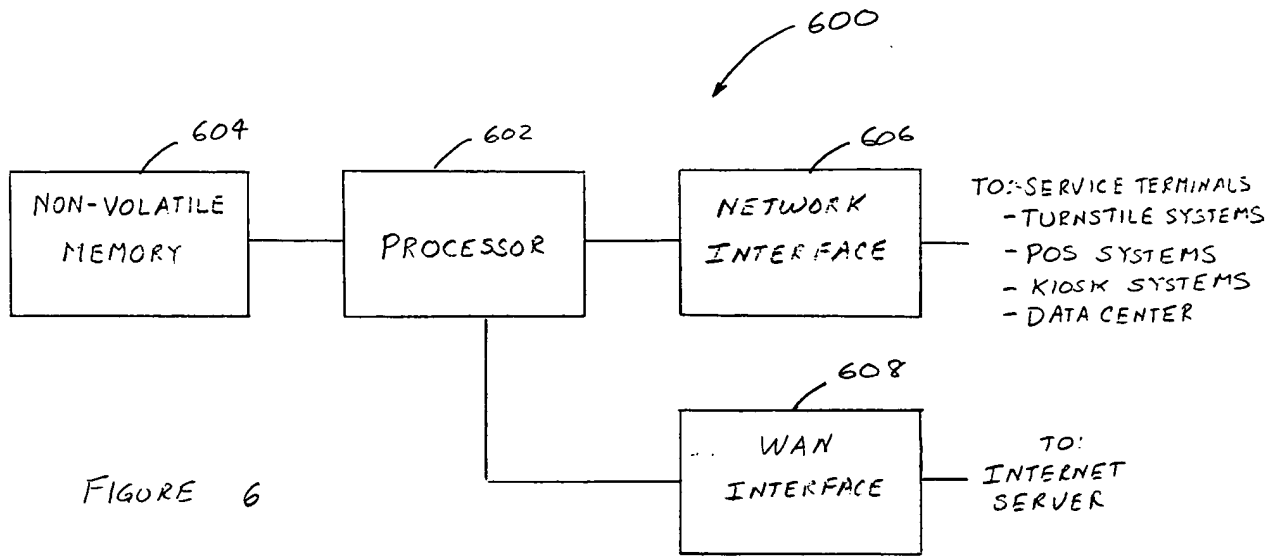 600
604
602
606
NON-VOLATILE
MEMORY
PROCESSOR
NETWORK
INTERFACE
TO:-SERVICE TERMINALS
-TURNSTILE SYSTEMS
-POS SYSTEMS
-KIOSK SYSTEMS
-DATA CENTER
608
WAN
INTERFACE
TO:
INTERNET
SERVER
FIGURE 6